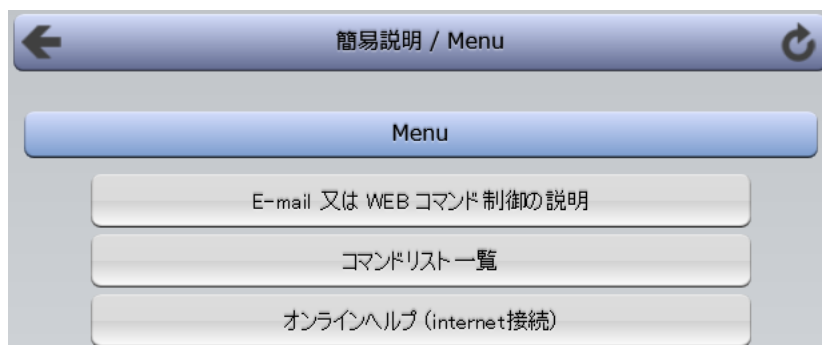 簡易説明 / Menu
Menu
E-mail 又は WEB コマンド制御の説明
コマンドリスト一覧
オンラインヘルプ (internet接続)